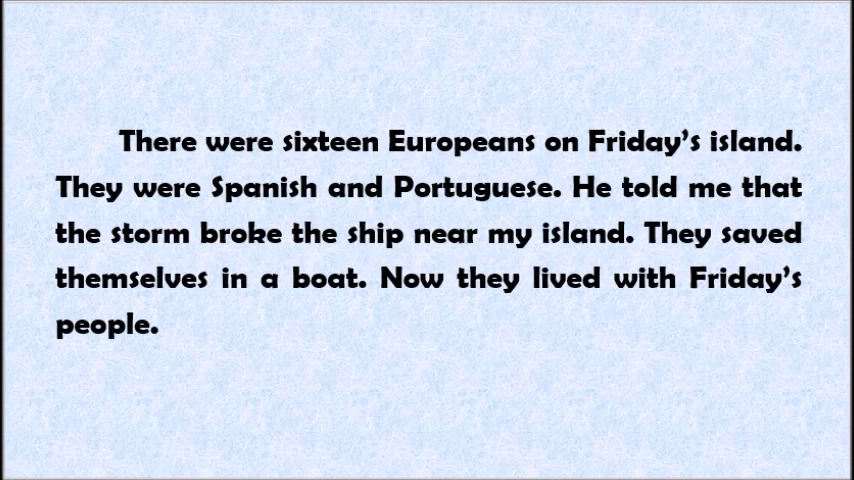 There were sixteen Europeans on Friday’s island.
They were Spanish and Portuguese. He told me that
the storm broke the ship near my island. They saved
themselves in a boat. Now they lived with Friday’s
people.